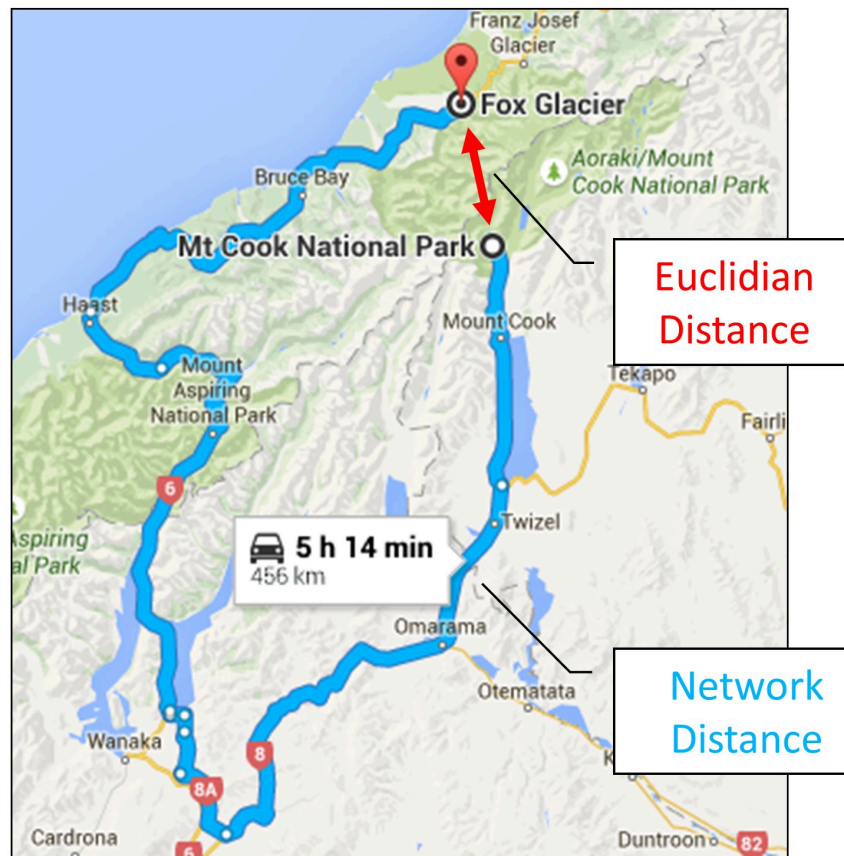 Franz Josef
Glacier
Fox Glacier
Aoraki/Mount
Cook National Park
Bruce Bay
Mt Cook National Park
Euclidian
Distance
Haast
Mount Cook
Mount
Aspiring
National Park
Tekapo
Fairli
6
Aspiring
al Park
Twizel
5 h 14 min
456 km
Omarama
Otematata
Network
Distance
Wanaka
8
8A
K
Cardrona
6
Duntroon
82